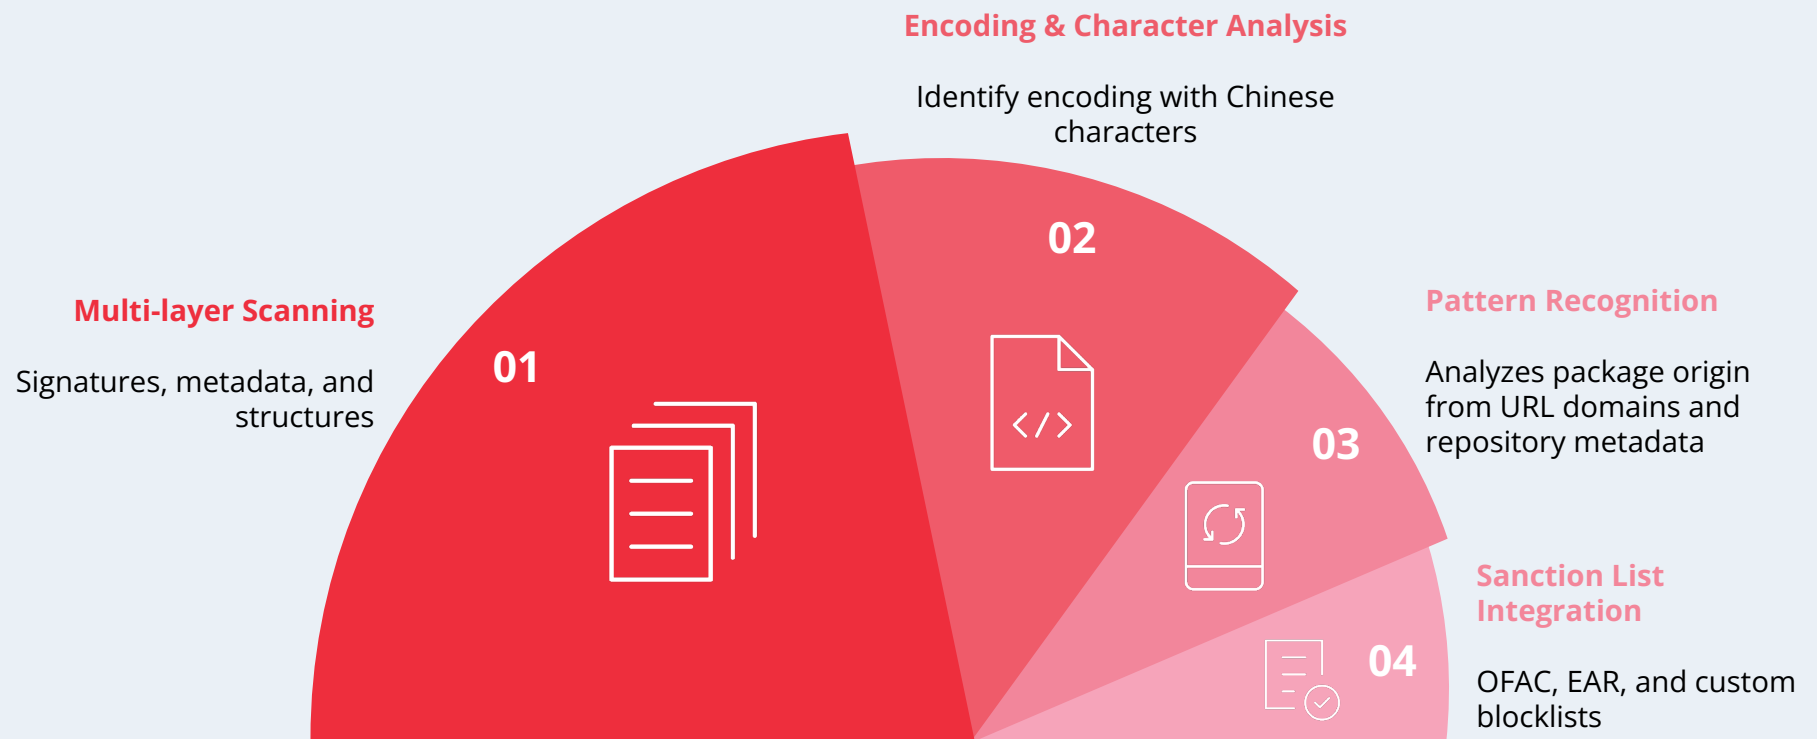 Encoding & Character Analysis
Identify encoding with Chinese
characters
02
Multi-layer Scanning
Signatures, metadata, and
structures
01
Pattern Recognition
Analyzes package origin
from URL domains and
repository metadata
03
Sanction List
Integration
OFAC, EAR, and custom
blocklists
04